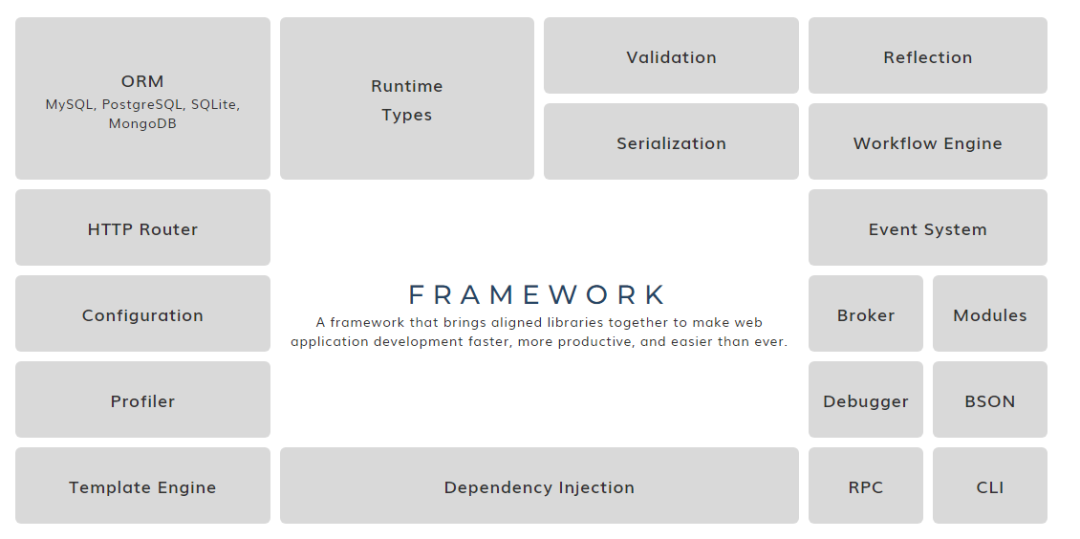 ORM
MySQL, PostgreSQL, SQLite,
MongoDB
Runtime
Types
Validation
Reflection
Serialization
Workflow Engine
HTTP Router
Event System
FRAMEWORK
A framework that brings aligned libraries together to make web
application development faster, more productive, and easier than ever.
Configuration
Broker
Modules
Profiler
Debugger
BSON
Template Engine
Dependency Injection
RPC
CLI